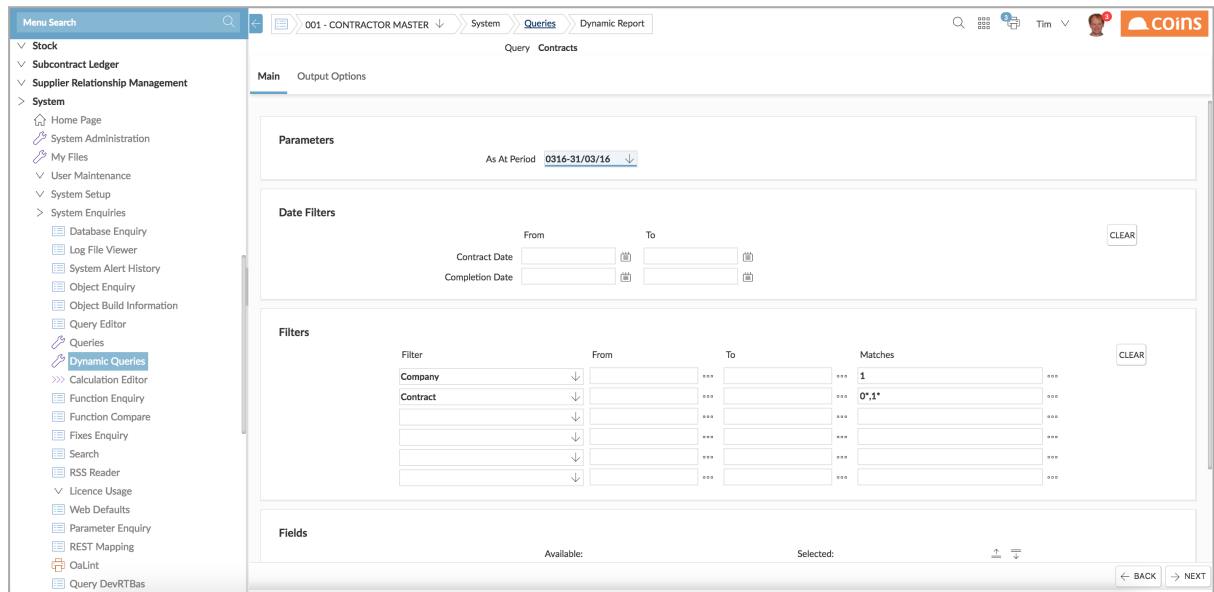 Menu Search
Stock
Subcontract Ledger
Supplier Relationship Management
System
Home Page
System Administration
My Files
User Maintenance
System Setup
System Enquiries
Database Enquiry
Log File Viewer
System Alert History
Object Enquiry
Object Build Information
Query Editor
Queries
Dynamic Queries
Calculation Editor
Function Enquiry
Function Compare
Fixes Enquiry
Search
RSS Reader
Licence Usage
Web Defaults
Parameter Enquiry
REST Mapping
OaLint
Query DevRTBas
001 - CONTRACTOR MASTER System Queries Dynamic Report
3 Tim 3 coins
Query Contracts
Main Output Options
Parameters
As At Period 0316-31/03/16
Date Filters
From To CLEAR
Contract Date
Completion Date
Filters
Filter From To Matches CLEAR
Company 1
Contract 0*,1*
Fields
Available: Selected:
BACK NEXT